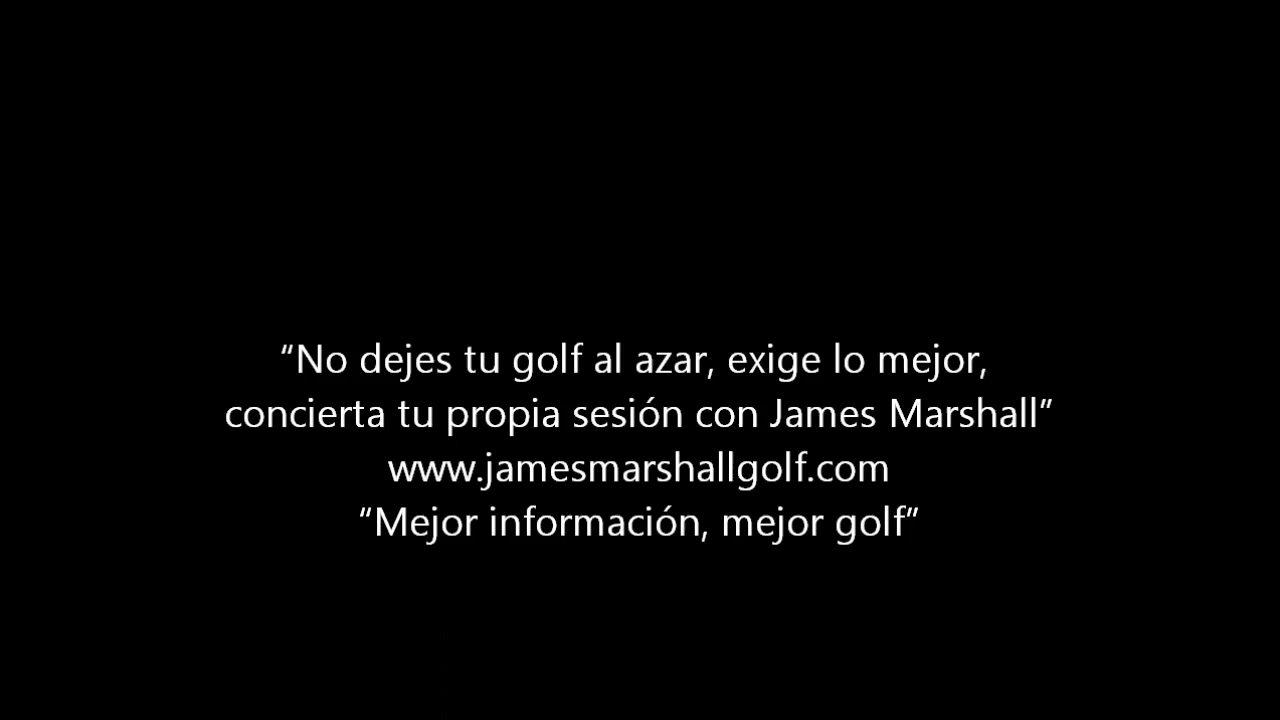 “No dejes tu golf al azar, exige lo mejor,
concierta tu propia sesión con James Marshall”
www.jamesmarshallgolf.com
“Mejor información, mejor golf”